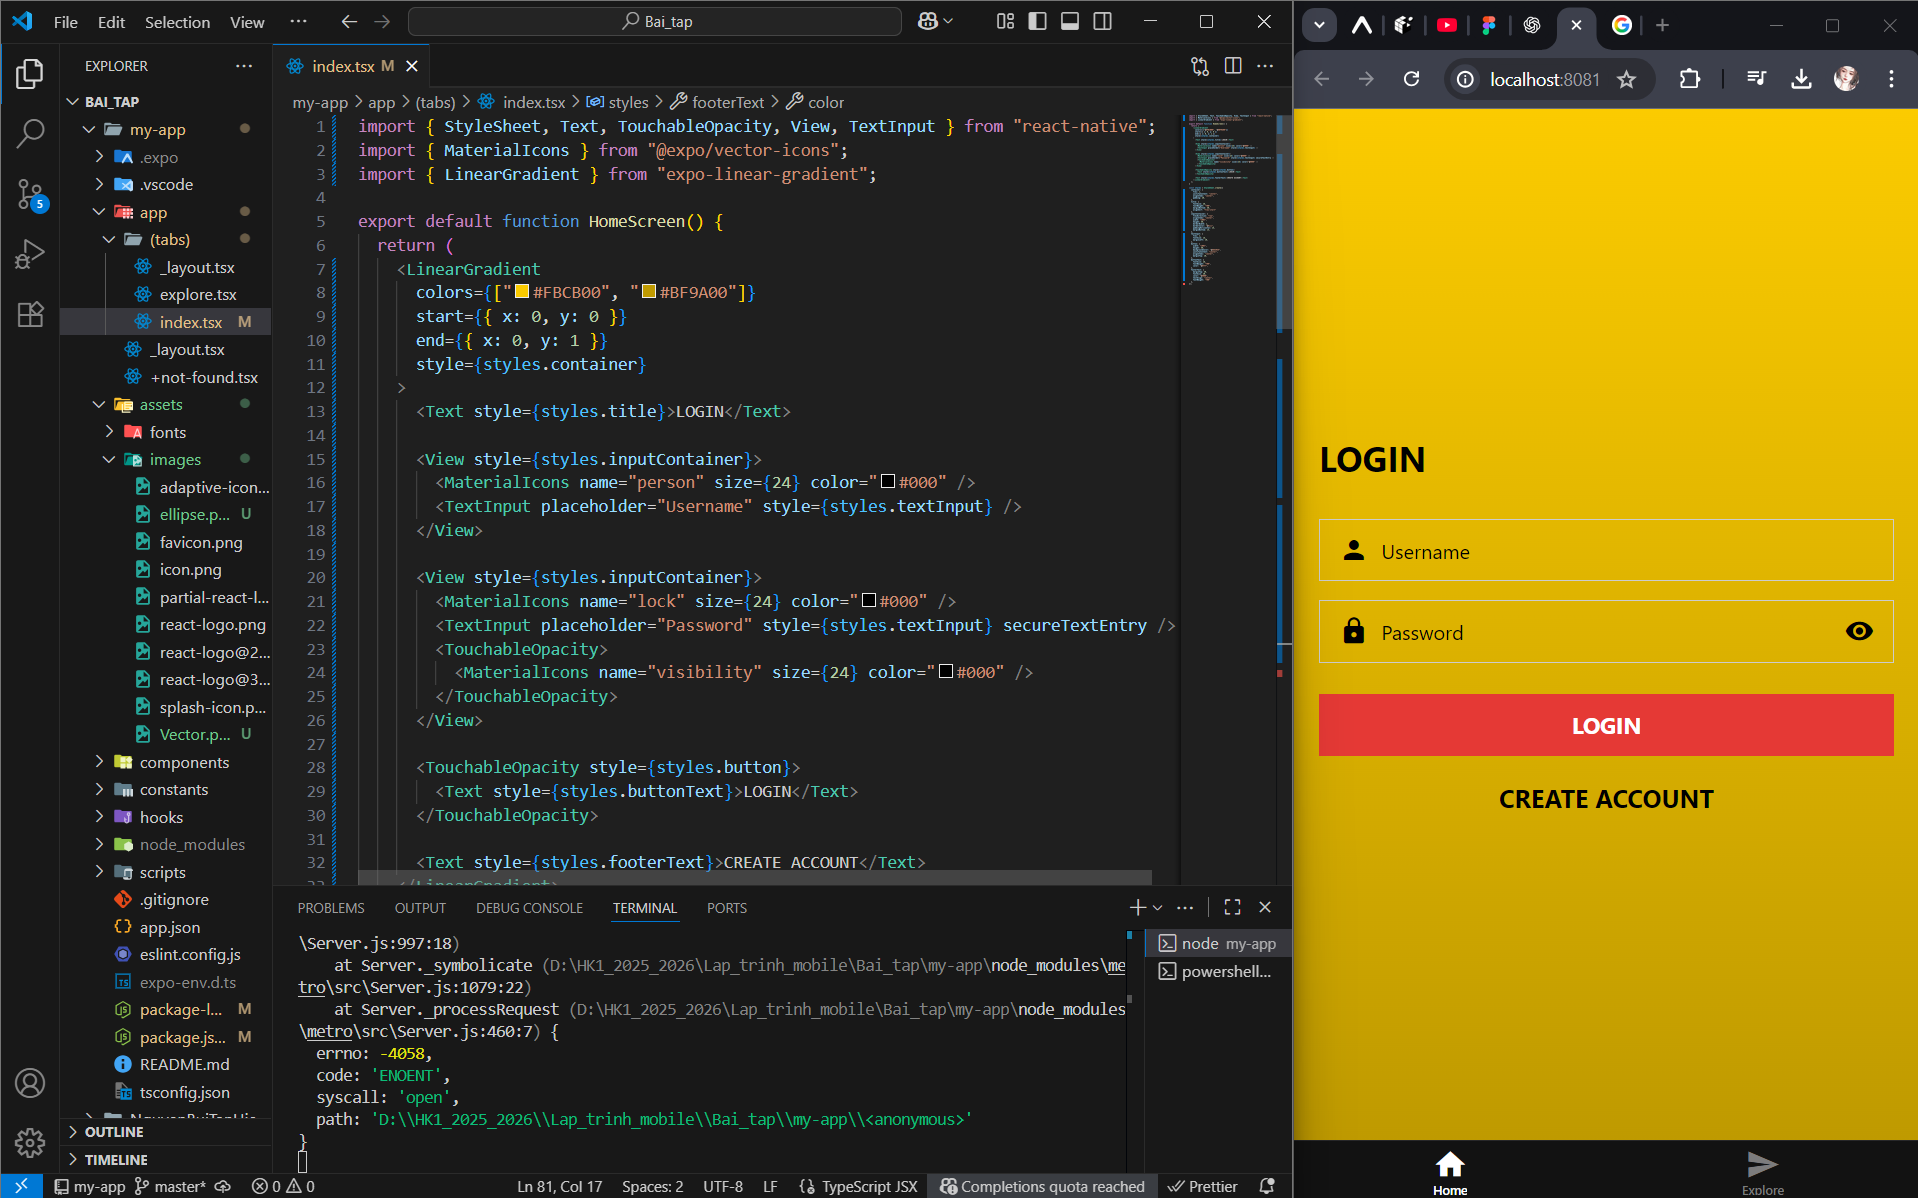 File Edit Selection View ··· Bai_tap
EXPLORER ···
BAI_TAP
my-app
.expo
.vscode
app
(tabs)
_layout.tsx
explore.tsx
index.tsx M
_layout.tsx
+not-found.tsx
assets
fonts
images
adaptive-icon...
ellipse.p... U
favicon.png
icon.png
partial-react-l...
react-logo.png
react-logo@2...
react-logo@3...
splash-icon.p...
Vector.p... U
components
constants
hooks
node_modules
scripts
.gitignore
app.json
eslint.config.js
expo-env.d.ts
package-l... M
package.js... M
README.md
tsconfig.json
OUTLINE
TIMELINE
5
index.tsx M
my-app > app > (tabs) > index.tsx > styles > footerText > color
1 import { StyleSheet, Text, TouchableOpacity, View, TextInput } from "react-native";
2 import { MaterialIcons } from "@expo/vector-icons";
3 import { LinearGradient } from "expo-linear-gradient";
4
5 export default function HomeScreen() {
6 return (
7 <LinearGradient
8 colors={["#FBCB00", "#BF9A00"]}
9 start={{ x: 0, y: 0 }}
10 end={{ x: 0, y: 1 }}
11 style={styles.container}
12 >
13 <Text style={styles.title}>LOGIN</Text>
14
15 <View style={styles.inputContainer}>
16 <MaterialIcons name="person" size={24} color="#000" />
17 <TextInput placeholder="Username" style={styles.textInput} />
18 </View>
19
20 <View style={styles.inputContainer}>
21 <MaterialIcons name="lock" size={24} color="#000" />
22 <TextInput placeholder="Password" style={styles.textInput} secureTextEntry />
23 <TouchableOpacity>
24 <MaterialIcons name="visibility" size={24} color="#000" />
25 </TouchableOpacity>
26 </View>
27
28 <TouchableOpacity style={styles.button}>
29 <Text style={styles.buttonText}>LOGIN</Text>
30 </TouchableOpacity>
31
32 <Text style={styles.footerText}>CREATE ACCOUNT</Text>
33 </LinearGradient>
PROBLEMS OUTPUT DEBUG CONSOLE TERMINAL PORTS
\Server.js:997:18)
at Server._symbolicate (D:\HK1_2025_2026\Lap_trinh_mobile\Bai_tap\my-app\node_modules\me
tro\src\Server.js:1079:22)
at Server._processRequest (D:\HK1_2025_2026\Lap_trinh_mobile\Bai_tap\my-app\node_modules
\metro\src\Server.js:460:7) {
errno: -4058,
code: 'ENOENT',
syscall: 'open',
path: 'D:\\HK1_2025_2026\\Lap_trinh_mobile\\Bai_tap\\my-app\\<anonymous>'
}
node my-app
powershell...
my-app master* 0 0 Ln 81, Col 17 Spaces: 2 UTF-8 LF TypeScript JSX Completions quota reached Prettier
localhost:8081
LOGIN
Username
Password
LOGIN
CREATE ACCOUNT
Home Explore